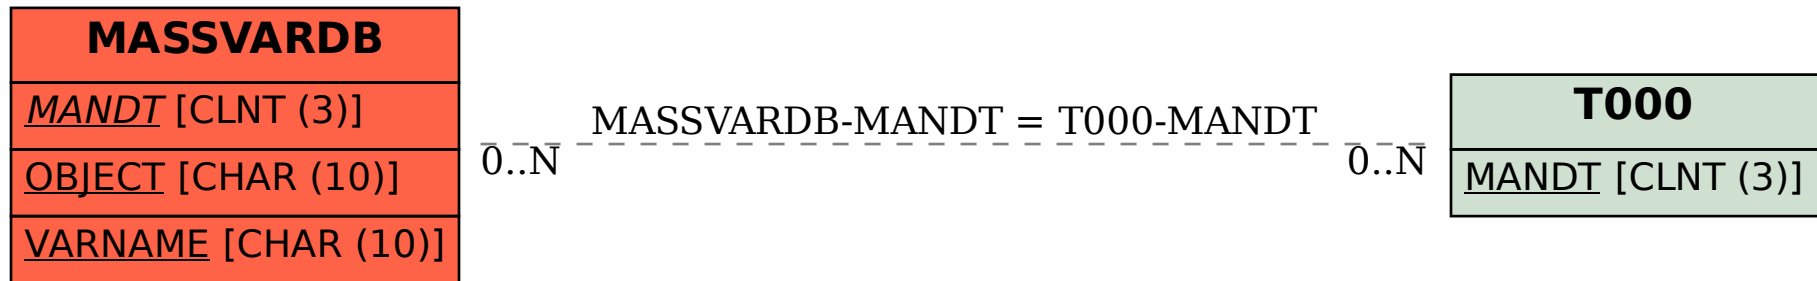 MASSVARDB
MANDT [CLNT (3)]
OBJECT [CHAR (10)]
VARNAME [CHAR (10)]
MASSVARDB-MANDT = T000-MANDT
0..N
0..N
T000
MANDT [CLNT (3)]